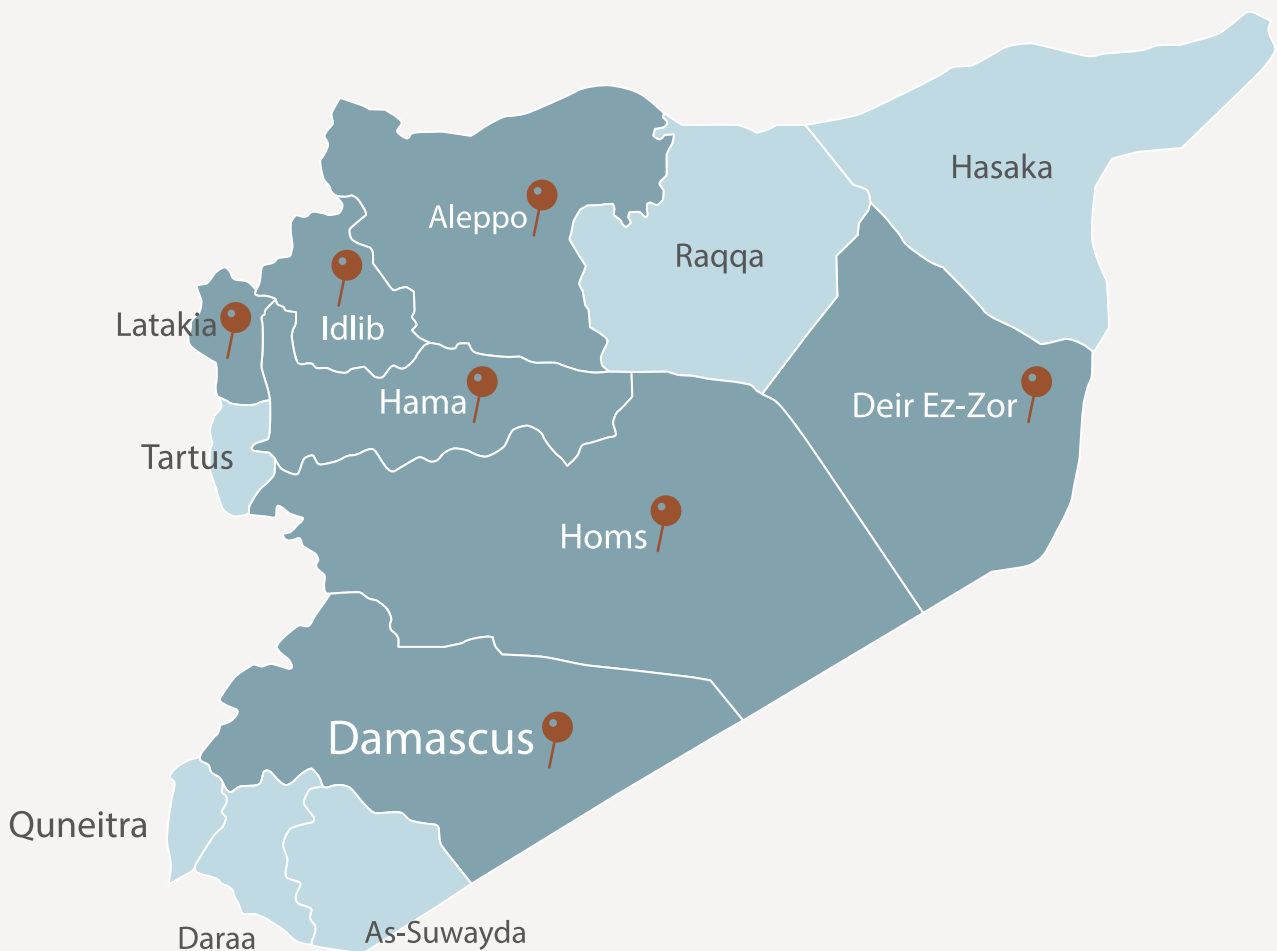 Hasaka
Aleppo
Raqqa
Latakia
Idlib
Hama
Deir Ez-Zor
Tartus
Homs
Damascus
Quneitra
Daraa
As-Suwayda